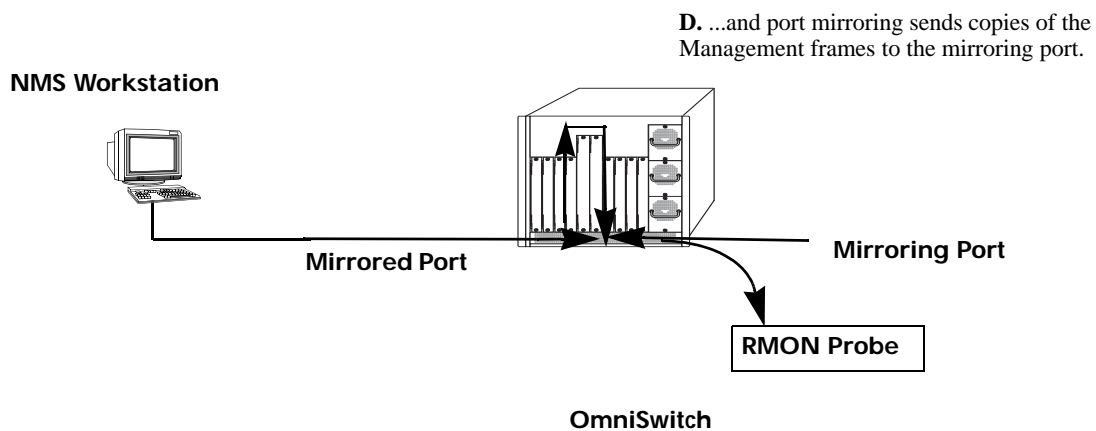 D. ...and port mirroring sends copies of the
Management frames to the mirroring port.
NMS Workstation
Mirrored Port
Mirroring Port
RMON Probe
OmniSwitch